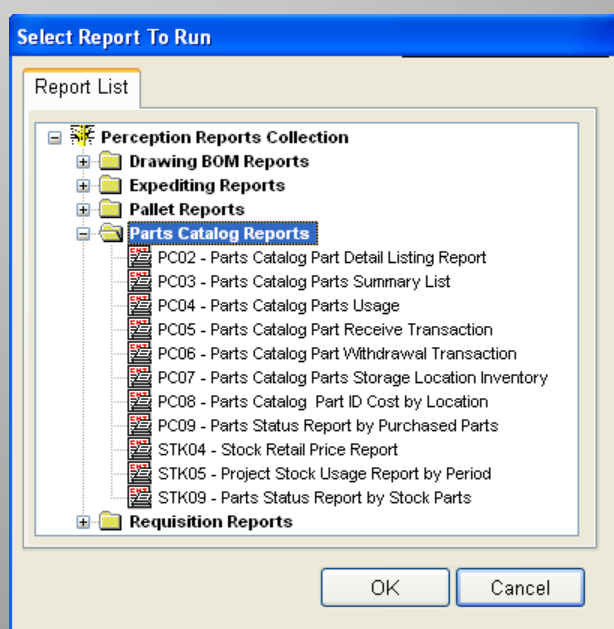 Select Report To Run
Report List
Perception Reports Collection
Drawing BOM Reports
Expediting Reports
Pallet Reports
Parts Catalog Reports
PC02 - Parts Catalog Part Detail Listing Report
PC03 - Parts Catalog Parts Summary List
PC04 - Parts Catalog Parts Usage
PC05 - Parts Catalog Part Receive Transaction
PC06 - Parts Catalog Part Withdrawal Transaction
PC07 - Parts Catalog Parts Storage Location Inventory
PC08 - Parts Catalog  Part ID Cost by Location
PC09 - Parts Status Report by Purchased Parts
STK04 - Stock Retail Price Report
STK05 - Project Stock Usage Report by Period
STK09 - Parts Status Report by Stock Parts
Requisition Reports
OK Cancel